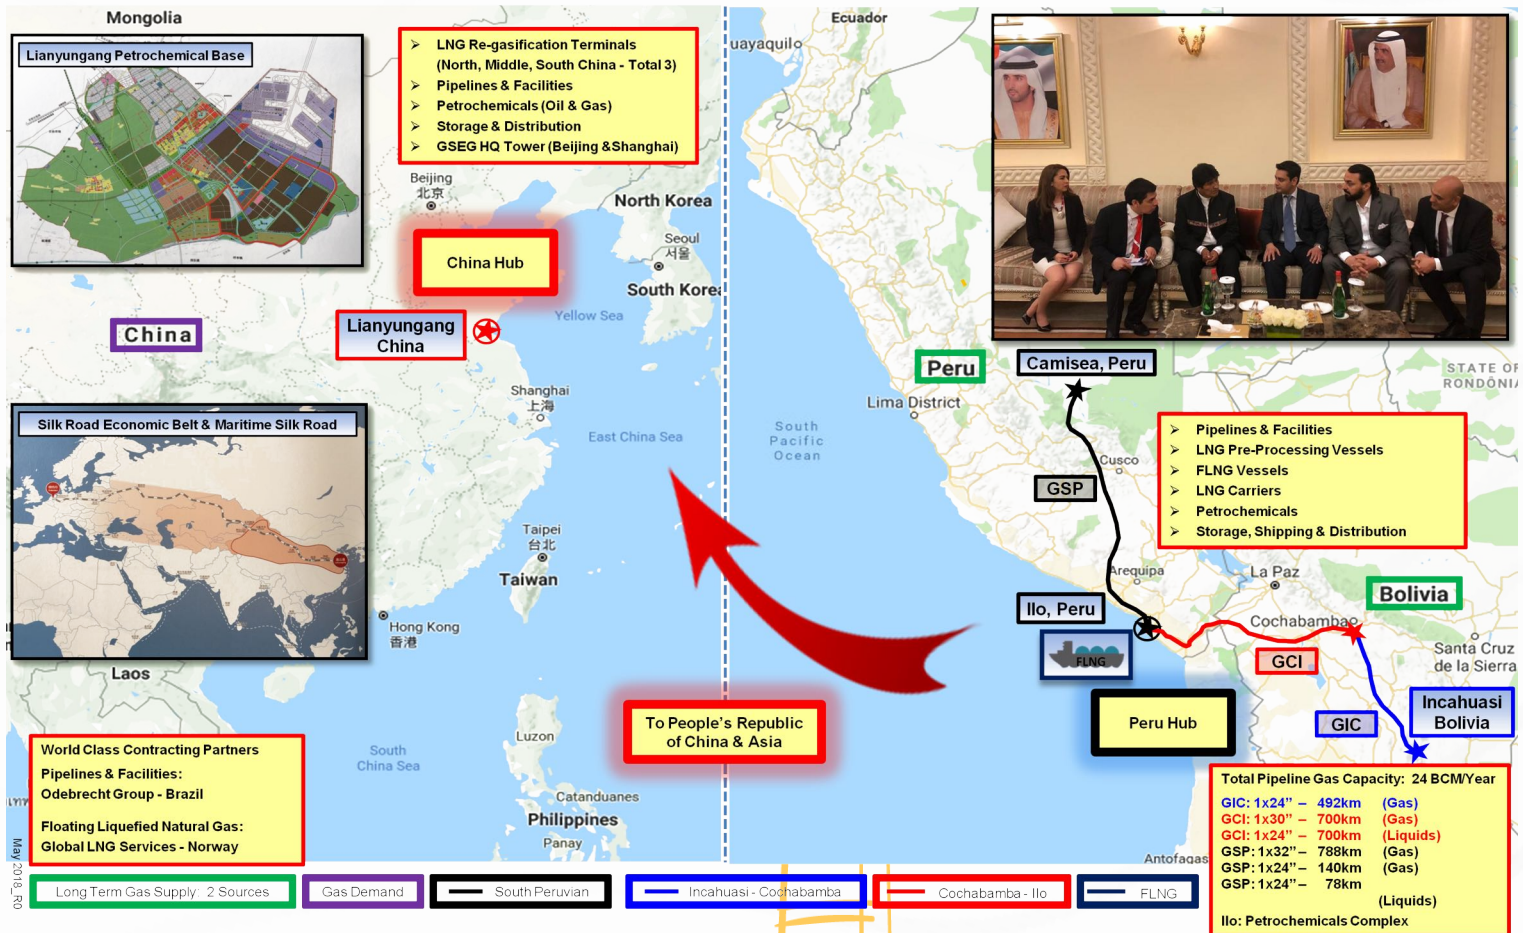 Mongolia
Lianyungang Petrochemical Base
➢ LNG Re-gasification Terminals
(North, Middle, South China - Total 3)
➢ Pipelines & Facilities
➢ Petrochemicals (Oil & Gas)
➢ Storage & Distribution
➢ GSEG HQ Tower (Beijing &Shanghai)
Beijing
北京
North Korea
Seoul
서울
South Korea
China Hub
Yellow Sea
Lianyungang
China
China
Shanghai
上海
East China Sea
Silk Road Economic Belt & Maritime Silk Road
Taipei
台北
Taiwan
Hong Kong
香港
Laos
South
China Sea
Luzon
Catanduanes
Philippines
Panay
To People's Republic
of China & Asia
World Class Contracting Partners
Pipelines & Facilities:
Odebrecht Group - Brazil
Floating Liquefied Natural Gas:
Global LNG Services - Norway
Ecuador
uayaquil
Peru
Camisea, Peru
Lima District
South
Pacific
Ocean
STATE OF
RONDÔNIA
Cusco
GSP
➢ Pipelines & Facilities
➢ LNG Pre-Processing Vessels
➢ FLNG Vessels
➢ LNG Carriers
➢ Petrochemicals
➢ Storage, Shipping & Distribution
Arequipa
La Paz
Bolivia
Ilo, Peru
FLNG
Cochabamba
GCI
Santa Cruz
de la Sierra
Peru Hub
GIC
Incahuasi
Bolivia
Antofagas
Total Pipeline Gas Capacity: 24 BCM/Year
GIC: 1x24” – 492km (Gas)
GCI: 1x30” – 700km (Gas)
GCI: 1x24” – 700km (Liquids)
GSP: 1x32” – 788km (Gas)
GSP: 1x24” – 140km (Gas)
GSP: 1x24” – 78km
(Liquids)
Ilo: Petrochemicals Complex
May 2018_R0
Long Term Gas Supply: 2 Sources
Gas Demand
South Peruvian
Incahuasi - Cochabamba
Cochabamba - Ilo
FLNG